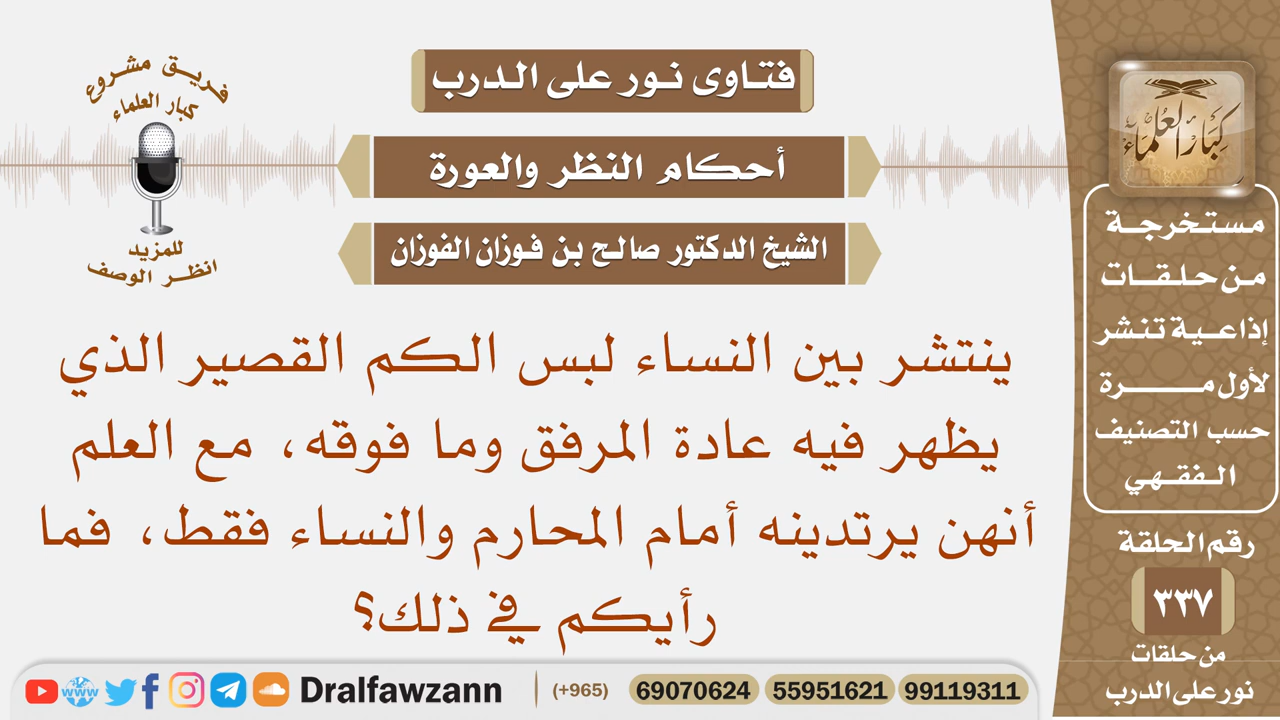 فتاوى نور على الدرب
أحكام النظر والعورة
الشيخ الدكتور صالح بن فوزان الفوزان
فريق مشروع
كبار العلماء
للمزيد
انظر الوصف
ينتشر بين النساء لبس الكم القصير الذي
يظهر فيه عادة المرفق وما فوقه، مع العلم
أنهن يرتدينه أمام المحارم والنساء فقط، فما
رأيكم في ذلك؟
كبار العلماء
مستخرجة
من حلقات
إذاعية تنشر
لأول مرة
حسب التصنيف
الفقهي
رقم الحلقة
٣٣٧
من حلقات
نور على الدرب
www Dralfawzann (+965) 69070624 55951621 99119311